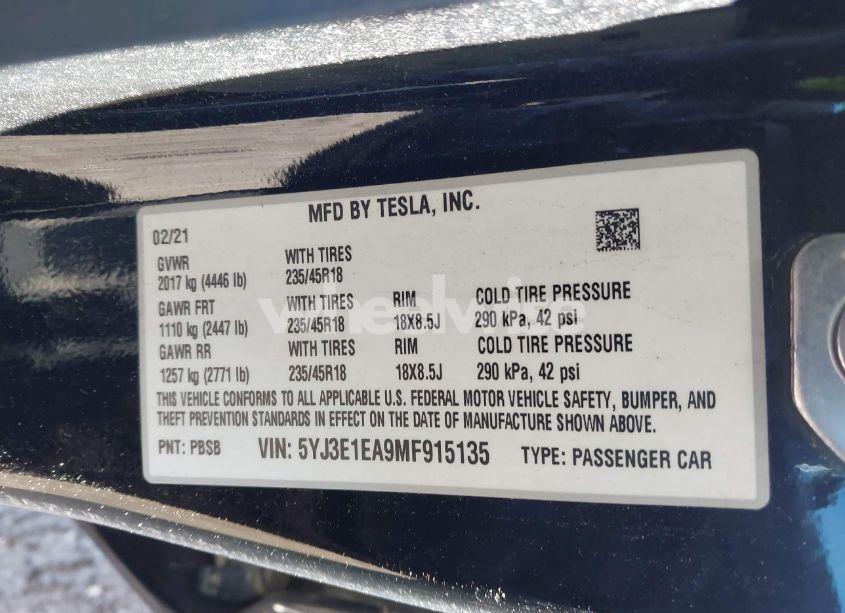 MFD BY TESLA, INC.
02/21
GVWR WITH TIRES
2017 kg (4446 lb) 235/45R18
GAWR FRT WITH TIRES RIM COLD TIRE PRESSURE
1110 kg (2447 lb) 235/45R18 18X8.5J 290 kPa, 42 psi
GAWR RR WITH TIRES RIM COLD TIRE PRESSURE
1257 kg (2771 lb) 235/45R18 18X8.5J 290 kPa, 42 psi
THIS VEHICLE CONFORMS TO ALL APPLICABLE U.S. FEDERAL MOTOR VEHICLE SAFETY, BUMPER, AND
THEFT PREVENTION STANDARDS IN EFFECT ON THE DATE OF MANUFACTURE SHOWN ABOVE.
PNT: PBSB VIN: 5YJ3E1EA9MF915135 TYPE: PASSENGER CAR